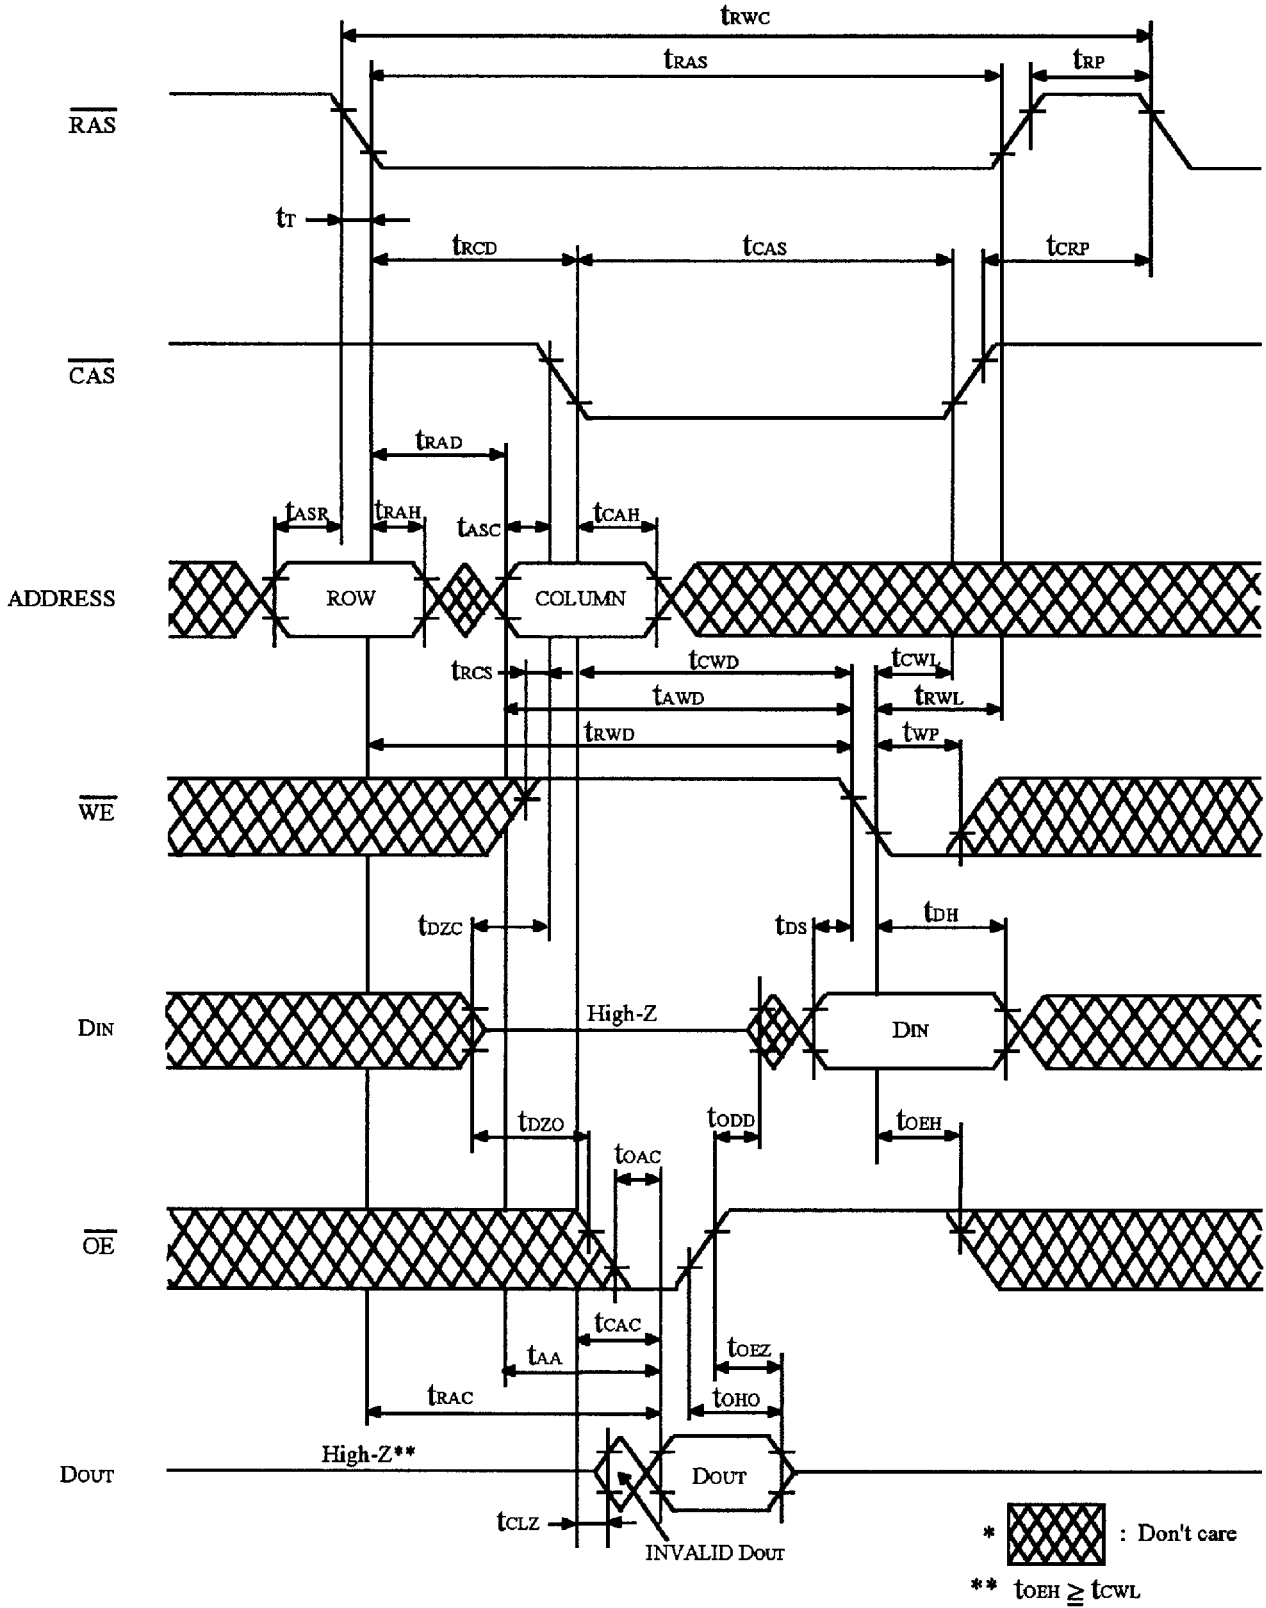 tRWC
tRAS
tRP
RAS
tT
tRCD
tCAS
tCRP
CAS
tRAD
tASR
tRAH
tASC
tCAH
ADDRESS
ROW
COLUMN
tRCS
tCWD
tCWL
tAWD
tRWL
tRWD
tWP
WE
tDZC
tDS
tDH
DIN
High-Z
DIN
tDZO
tODD
tOEH
tOAC
OE
tCAC
tAA
tOEZ
tRAC
tOHO
High-Z**
DOUT
DOUT
tCLZ
INVALID DOUT
* : Don't care
** tOEH ≧ tCWL